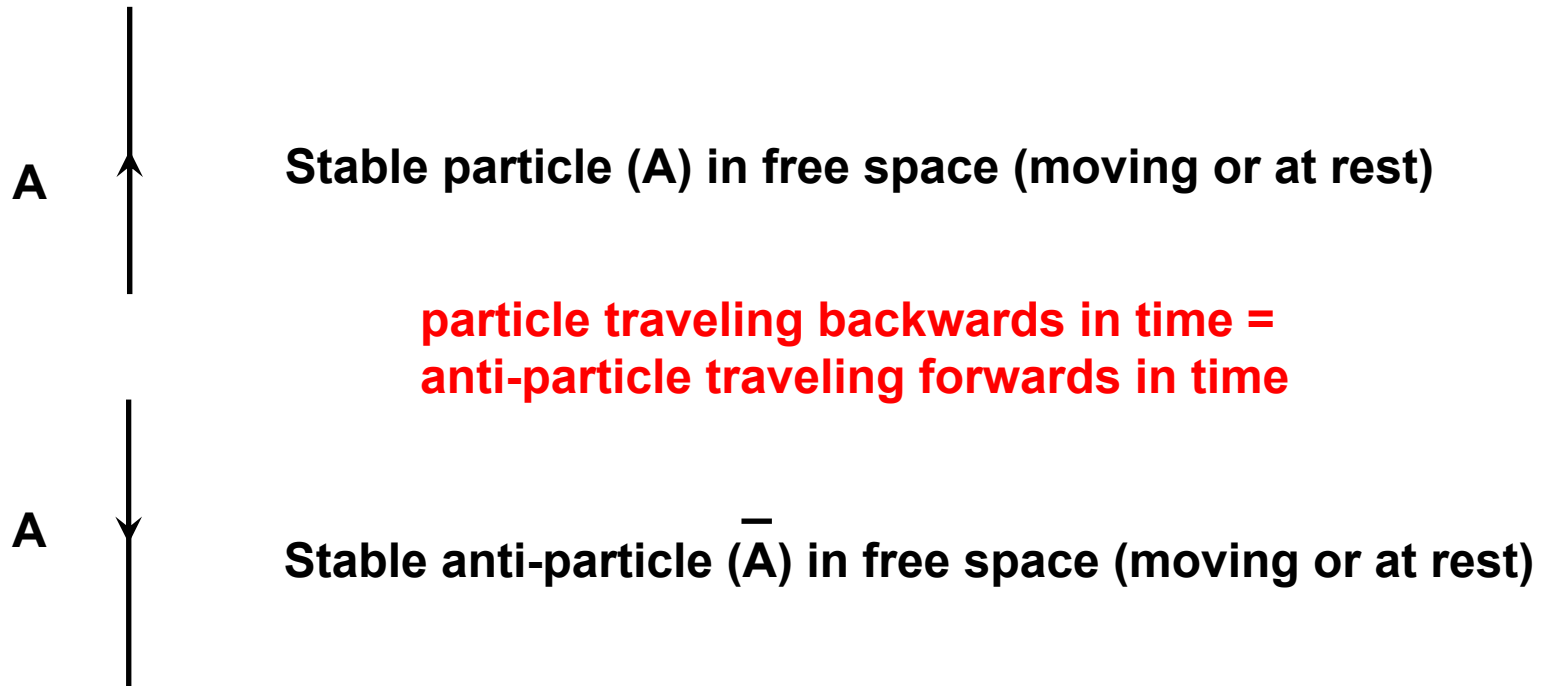 A
Stable particle (A) in free space (moving or at rest)
particle traveling backwards in time =
anti-particle traveling forwards in time
A
Stable anti-particle (A̅) in free space (moving or at rest)